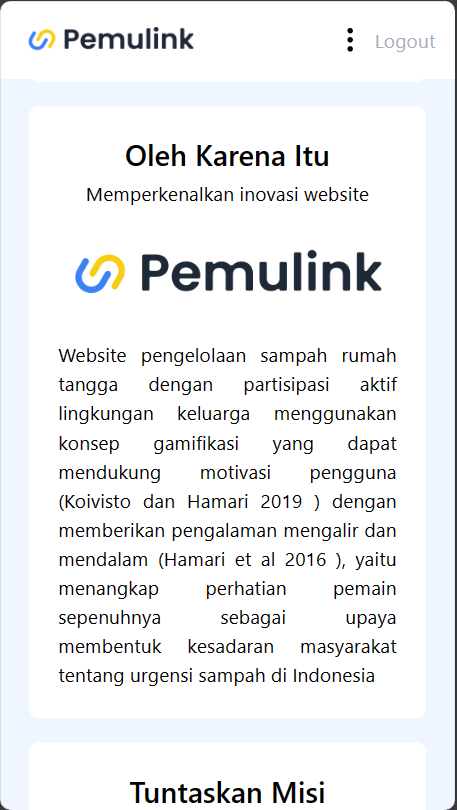 Pemulink
Logout
Oleh Karena Itu
Memperkenalkan inovasi website
Pemulink
Website pengelolaan sampah rumah
tangga dengan partisipasi aktif
lingkungan keluarga menggunakan
konsep gamifikasi yang dapat
mendukung motivasi pengguna
(Koivisto dan Hamari 2019 ) dengan
memberikan pengalaman mengalir dan
mendalam (Hamari et al 2016 ), yaitu
menangkap perhatian pemain
sepenuhnya sebagai upaya
membentuk kesadaran masyarakat
tentang urgensi sampah di Indonesia
Tuntaskan Misi